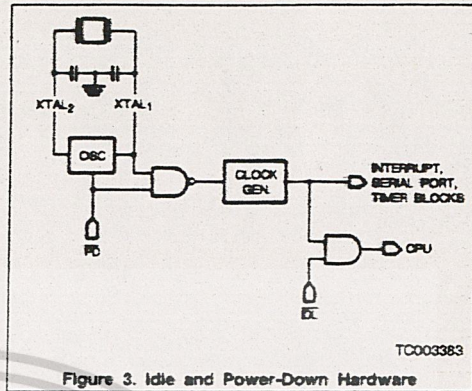 XTAL2 XTAL1
OSC
CLOCK
GEN.
INTERRUPT,
SERIAL PORT,
TIMER BLOCKS
CPU
PD
IDL
TC003383
Figure 3. Idle and Power-Down Hardware